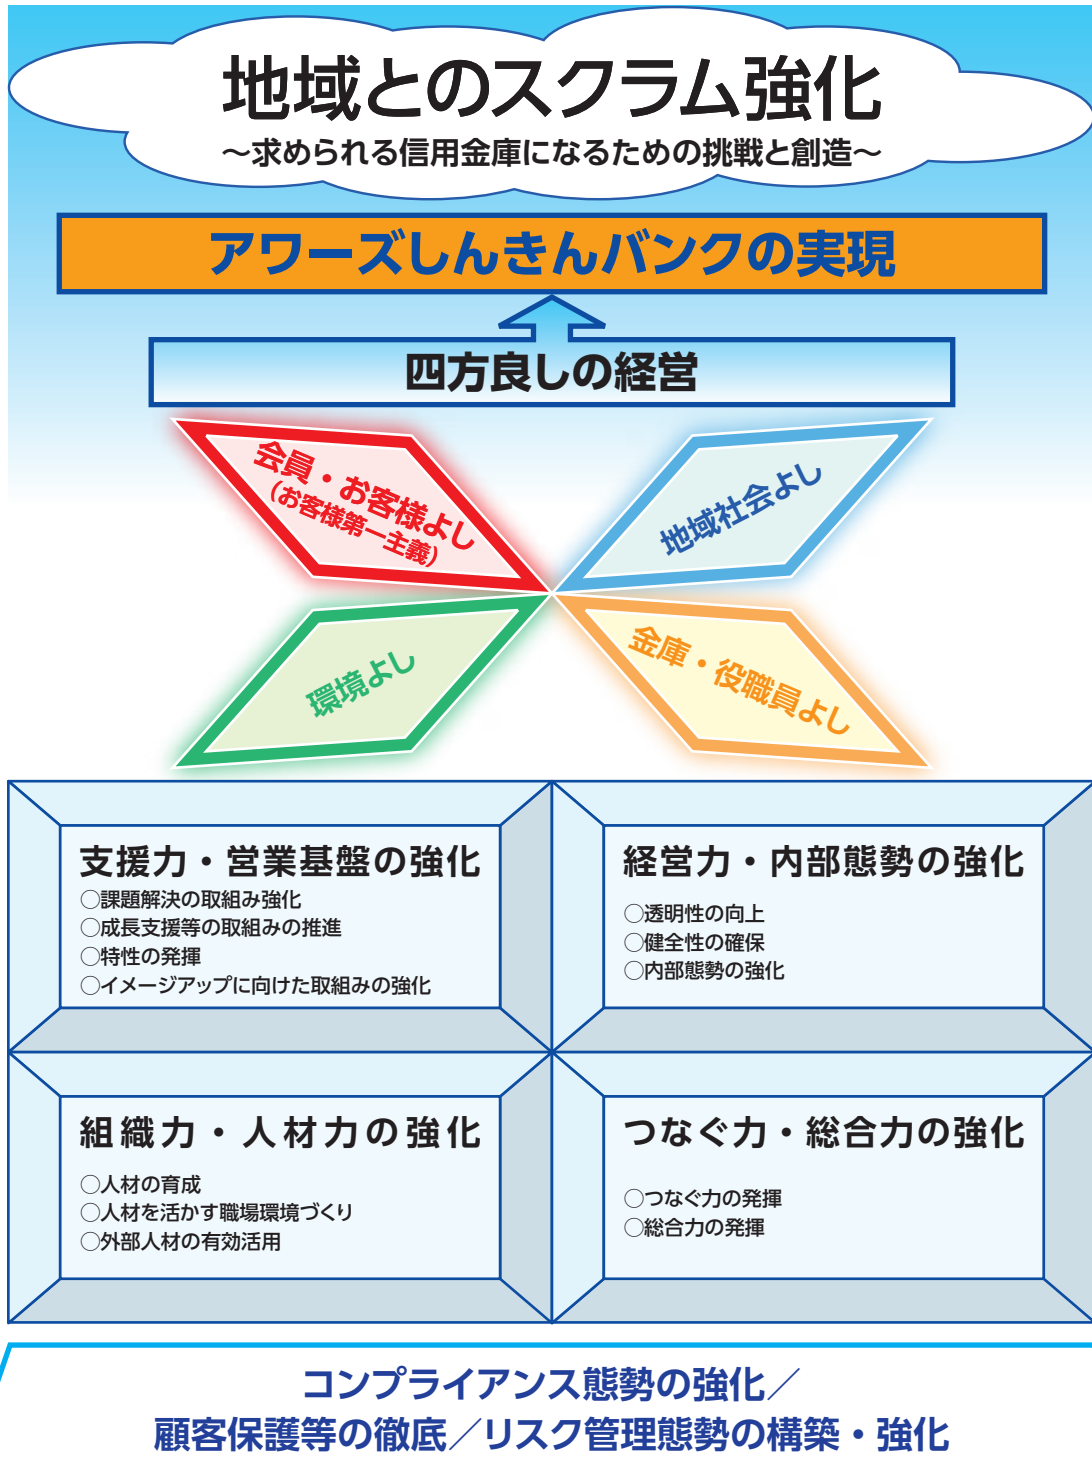 地域とのスクラム強化
～求められる信用金庫になるための挑戦と創造～
アワーズしんきんバンクの実現
四方良しの経営
会員・お客様よし
（お客様第一主義）
地域社会よし
環境よし
金庫・役職員よし
支援力・営業基盤の強化
○課題解決の取組み強化
○成長支援等の取組みの推進
○特性の発揮
○イメージアップに向けた取組みの強化
経営力・内部態勢の強化
○透明性の向上
○健全性の確保
○内部態勢の強化
組織力・人材力の強化
○人材の育成
○人材を活かす職場環境づくり
○外部人材の有効活用
つなぐ力・総合力の強化
○つなぐ力の発揮
○総合力の発揮
コンプライアンス態勢の強化／
顧客保護等の徹底／リスク管理態勢の構築・強化